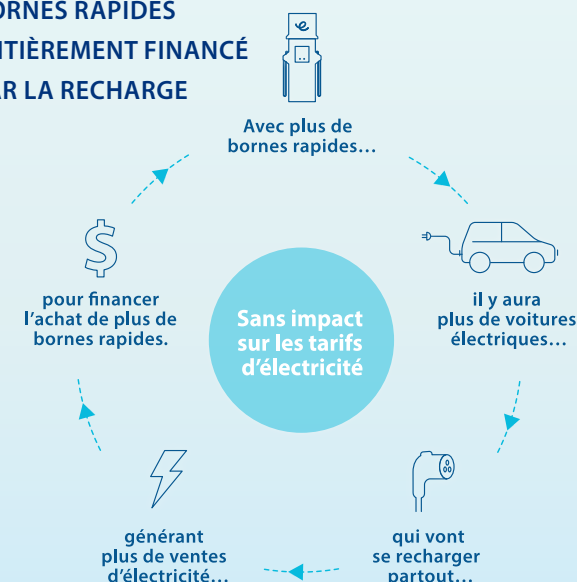 ORNES RAPIDES
NTIÈREMENT FINANCÉ
AR LA RECHARGE
Avec plus de
bornes rapides…
il y aura
plus de voitures
électriques…
qui vont
se recharger
partout…
générant
plus de ventes
d’électricité…
pour financer
l’achat de plus de
bornes rapides.
Sans impact
sur les tarifs
d’électricité